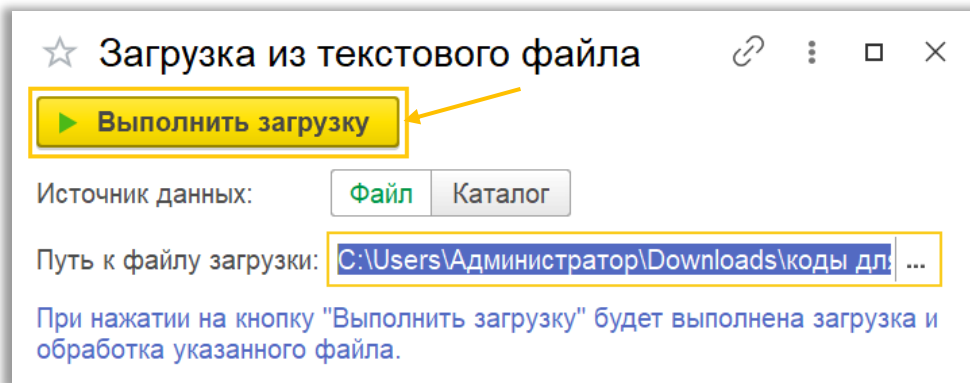 Загрузка из текстового файла
Выполнить загрузку
Источник данных: Файл Каталог
Путь к файлу загрузки: C:\Users\Администратор\Downloads\коды ...
При нажатии на кнопку "Выполнить загрузку" будет выполнена загрузка и
обработка указанного файла.